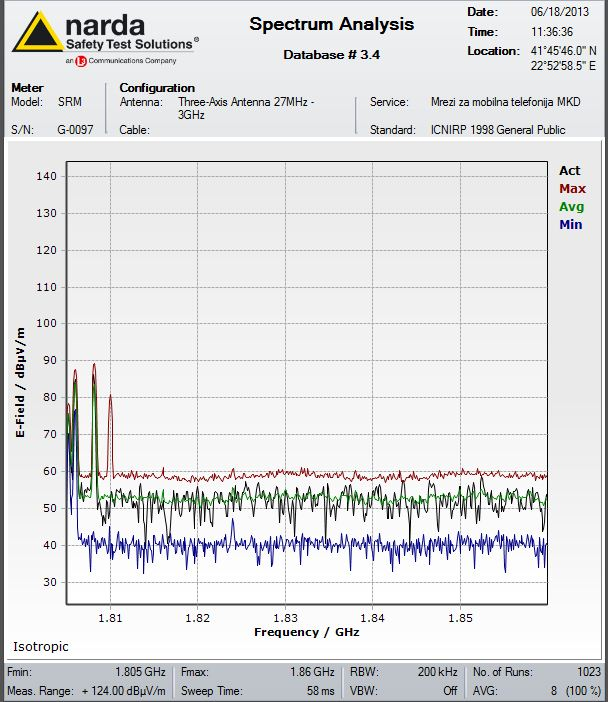 narda
Safety Test Solutions ®
an L3 Communications Company
Spectrum Analysis
Database # 3.4
Date: 06/18/2013
Time: 11:36:36
Location: 41°45'46.0" N
22°52'58.5" E
Meter
Model: SRM
S/N: G-0097
Configuration
Antenna: Three-Axis Antenna 27MHz -
3GHz
Cable:
Service: Mrezi za mobilna telefonija MKD
Standard: ICNIRP 1998 General Public
Act
Max
Avg
Min
E-Field / dBµV/m
140
130
120
110
100
90
80
70
60
50
40
30
1.81 1.82 1.83 1.84 1.85
Frequency / GHz
Isotropic
Fmin: 1.805 GHz Fmax: 1.86 GHz RBW: 200 kHz No. of Runs: 1023
Meas. Range: + 124.00 dBµV/m Sweep Time: 58 ms VBW: Off AVG: 8 (100 %)